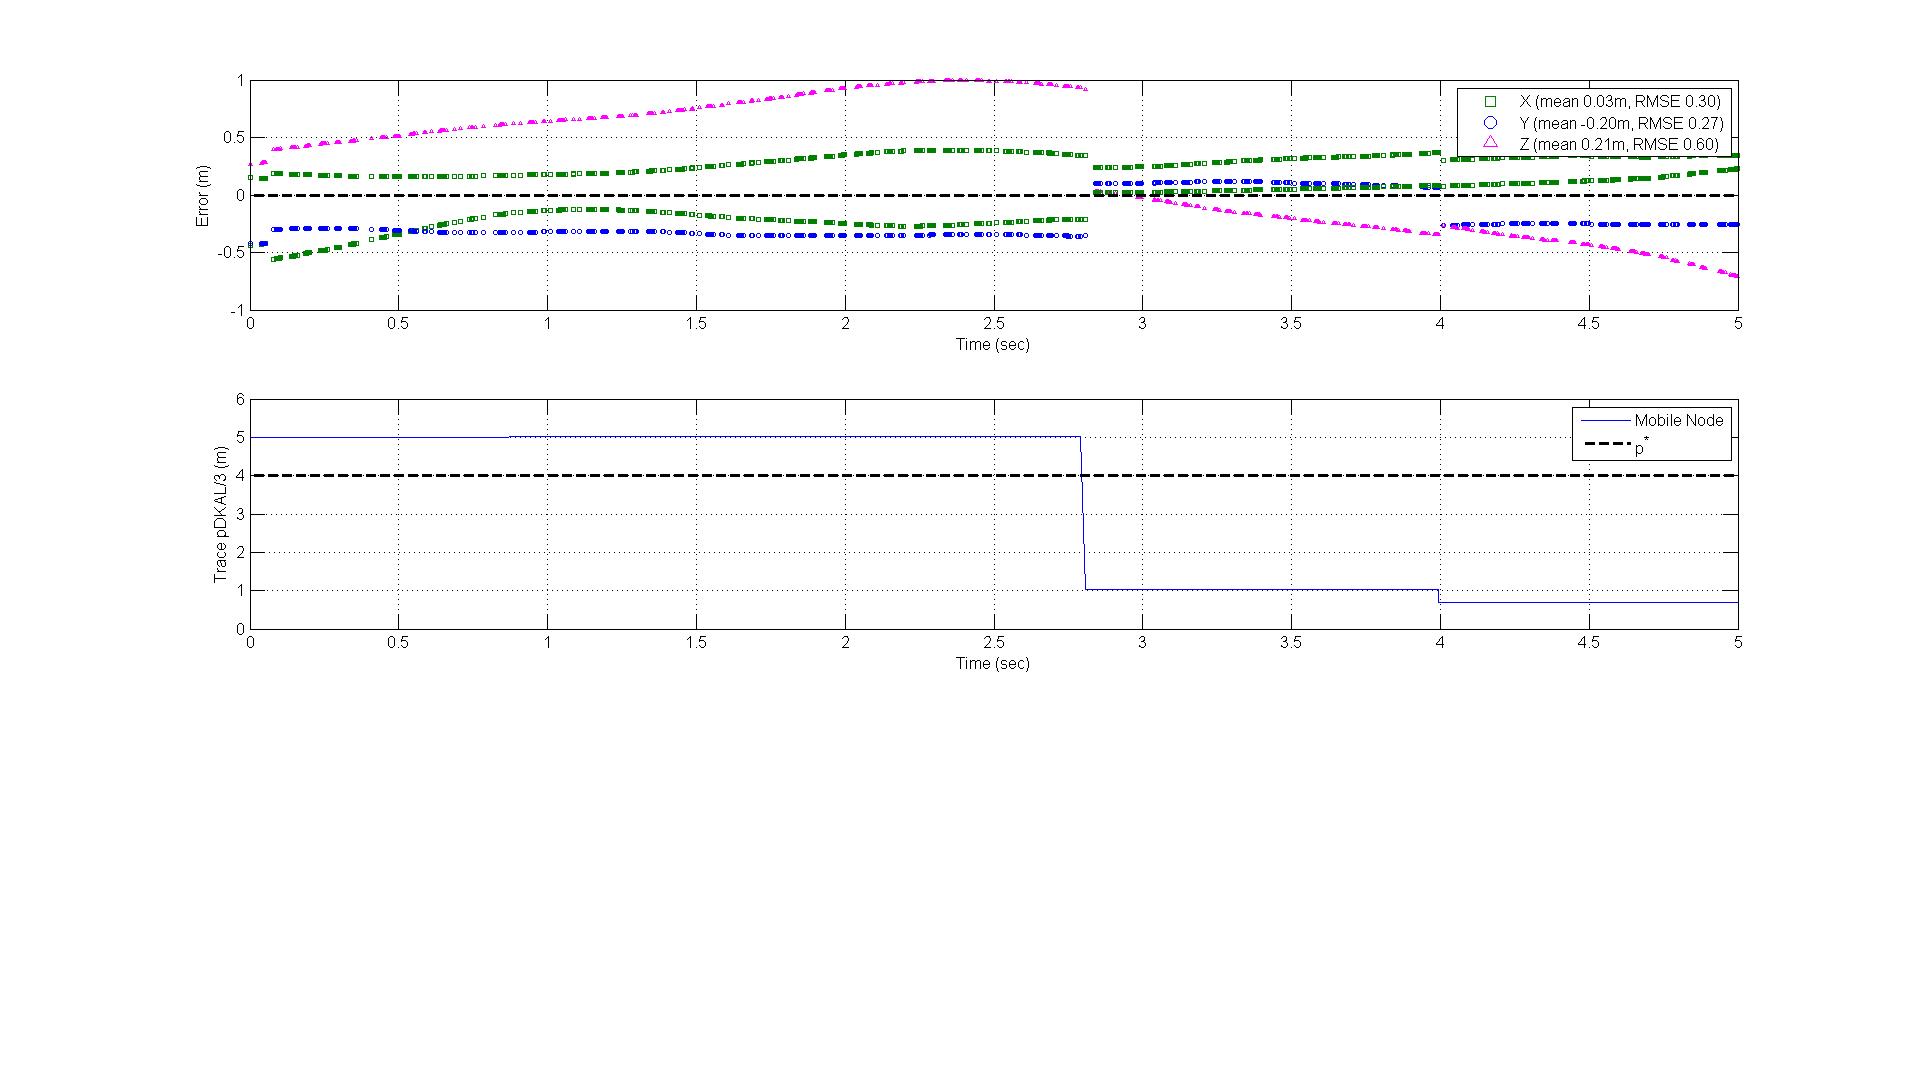 1
0.5
0
-0.5
-1
Error (m)
0 0.5 1 1.5 2 2.5 3 3.5 4 4.5 5
Time (sec)
X (mean 0.03m, RMSE 0.30)
Y (mean -0.20m, RMSE 0.27)
Z (mean 0.21m, RMSE 0.60)
6
5
4
3
2
1
0
Trace pDKAL/3 (m)
0 0.5 1 1.5 2 2.5 3 3.5 4 4.5 5
Time (sec)
Mobile Node
p*